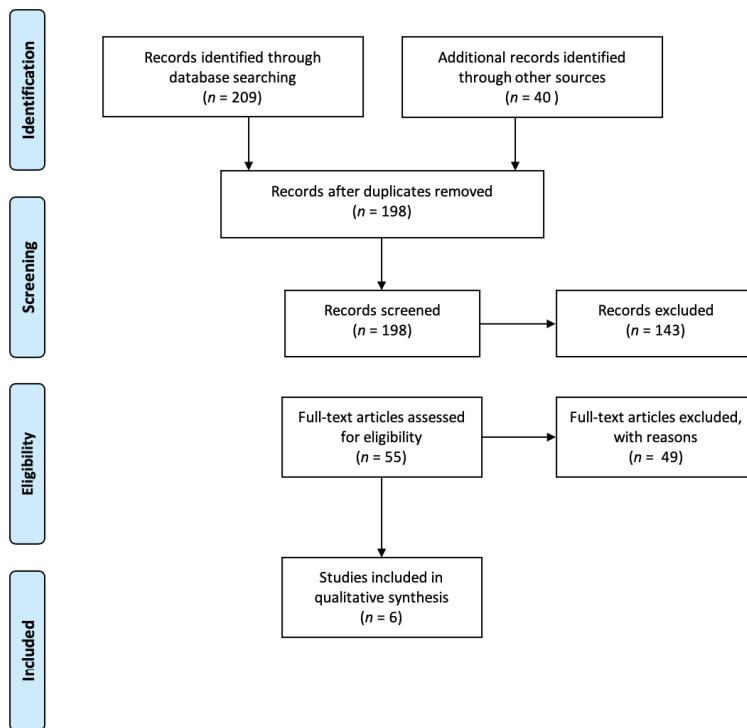 Identification
Records identified through
database searching
(n = 209)
Additional records identified
through other sources
(n = 40 )
Records after duplicates removed
(n = 198)
Screening
Records screened
(n = 198)
Records excluded
(n = 143)
Eligibility
Full-text articles assessed
for eligibility
(n = 55)
Full-text articles excluded,
with reasons
(n = 49)
Included
Studies included in
qualitative synthesis
(n = 6)